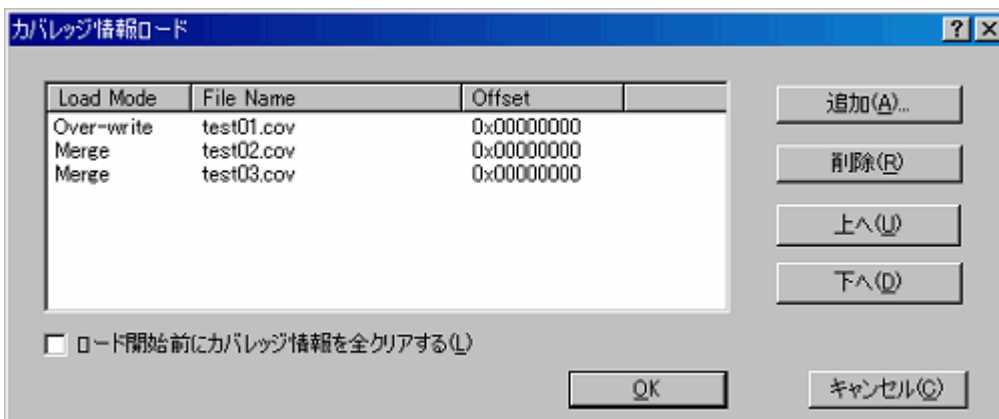 カバレッジ情報ロード
Load Mode File Name Offset
Over-write test01.cov 0x00000000
Merge test02.cov 0x00000000
Merge test03.cov 0x00000000
追加(A)...
削除(R)
上へ(U)
下へ(D)
ロード開始前にカバレッジ情報を全クリアする(L)
OK キャンセル(C)